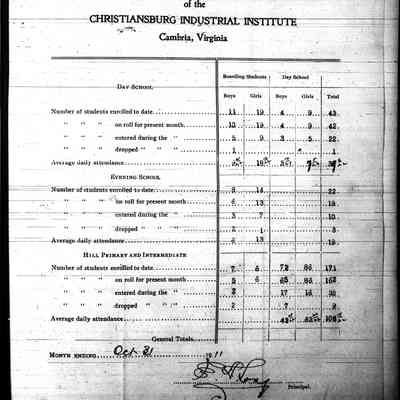 of the
CHRISTIANSBURG INDUSTRIAL INSTITUTE
Cambria, Virginia
Boarding Students Day School
DAY SCHOOL. Boys Girls Boys Girls Total
Number of students enrolled to date 11 19 4 9 43
" " " on roll for present month 10 19 4 9 42
" " " entered during the " 5 9 3 5 22
" " " dropped " " " 1 1
Average daily attendance
EVENING SCHOOL.
Number of students enrolled to date 8 14 22
" " " on roll for present month 6 13 19
" " " entered during the " 3 7 10
" " " dropped " " " 2 1 3
Average daily attendance 6 13 19
HILL PRIMARY AND INTERMEDIATE
Number of students enrolled to date 7 6 72 86 171
" " " on roll for present month 5 6 65 86 162
" " " entered during the " 2 17 16
" " " dropped " " " 2 7
Average daily attendance
General Totals
MONTH ENDING Oct 31 1911
Principal.